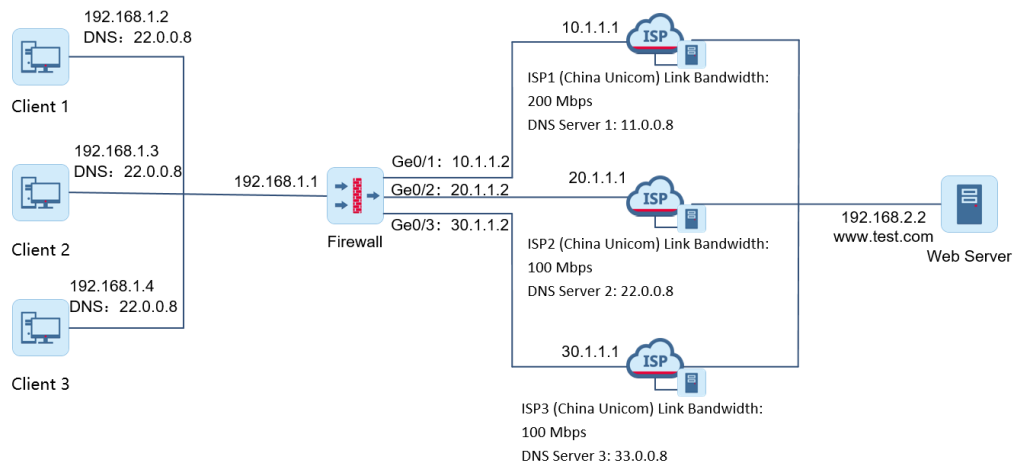 192.168.1.2
DNS：22.0.0.8
Client 1
192.168.1.3
DNS：22.0.0.8
Client 2
192.168.1.4
DNS：22.0.0.8
Client 3
192.168.1.1
Firewall
Ge0/1：10.1.1.2
Ge0/2：20.1.1.2
Ge0/3：30.1.1.2
10.1.1.1
ISP
ISP1 (China Unicom) Link Bandwidth:
200 Mbps
DNS Server 1: 11.0.0.8
20.1.1.1
ISP
ISP2 (China Unicom) Link Bandwidth:
100 Mbps
DNS Server 2: 22.0.0.8
30.1.1.1
ISP
ISP3 (China Unicom) Link Bandwidth:
100 Mbps
DNS Server 3: 33.0.0.8
192.168.2.2
www.test.com
Web Server